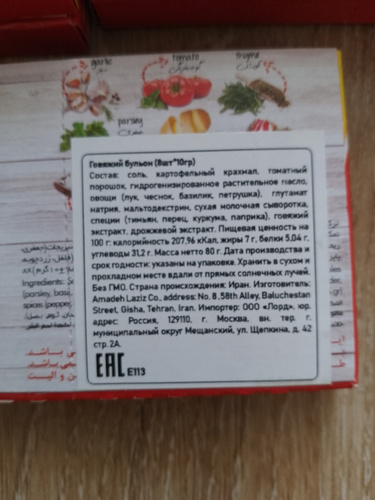 garlic
tomato
thyme
parsley
Говяжий бульон (8шт*10гр)
Состав: соль, картофельный крахмал, томатный
порошок, гидрогенизированное растительное масло,
овощи (лук, чеснок, базилик, петрушка), глутамат
натрия, мальтодекстрин, сухая молочная сыворотка,
специи (тимьян, перец, куркума, паприка), говяжий
экстракт, дрожжевой экстракт. Пищевая ценность на
100 г: калорийность 207,96 кКал, жиры 7 г, белки 5,04 г,
углеводы 31,2 г. Масса нетто 80 г. Дата производства и
срок годности: указаны на упаковке. Хранить в сухом и
прохладном месте вдали от прямых солнечных лучей.
Без ГМО. Страна происхождения: Иран. Изготовитель:
Amadeh Laziz Co., address: No. 8 ,58th Alley, Baluchestan
Street, Gisha, Tehran, Iran. Импортер: ООО «Лорд», юр.
адрес: Россия, 129110, г. Москва, вн. тер. г.
муниципальный округ Мещанский, ул. Щепкина, д. 42
стр. 2А.
EAC E113
Ingredients:
(parsley,